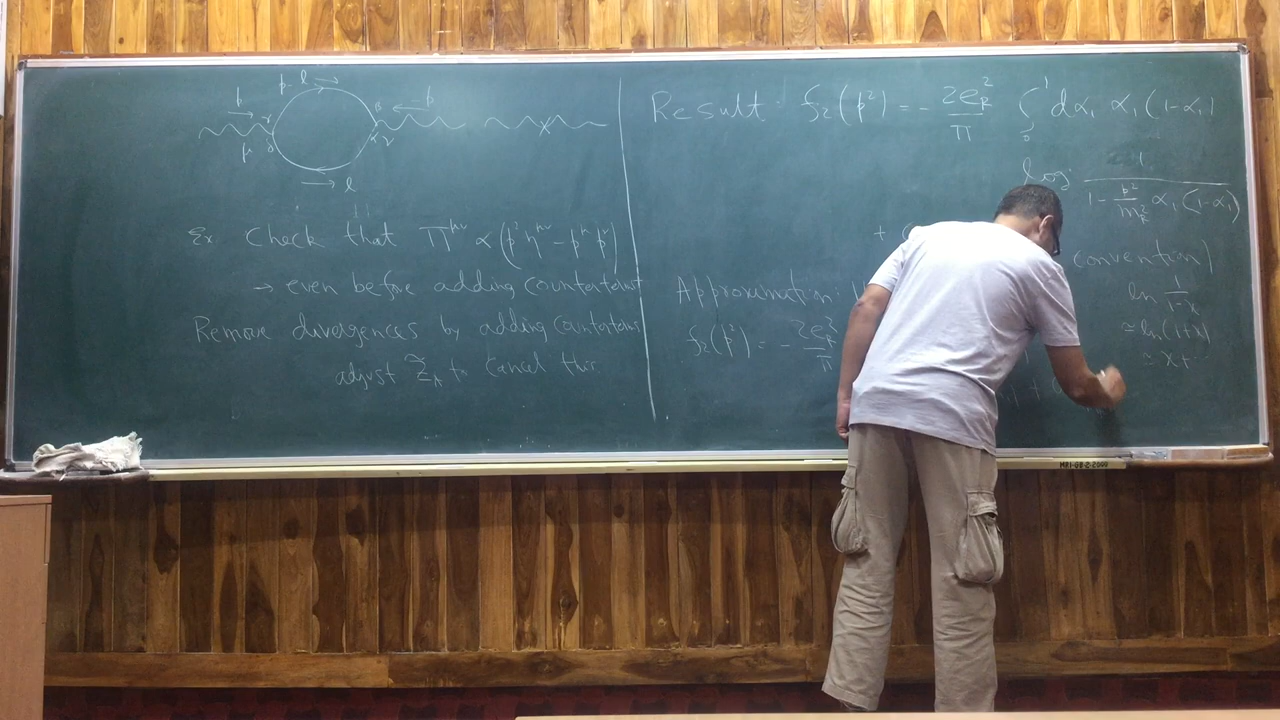 p-l →
p → ← p
μ ν
→ l
Ex. Check that Π^{μν} ∝ (p² η^{μν} - p^μ p^ν)
→ even before adding counterterms
Remove divergences by adding counterterms
adjust Z̃_A to cancel this.
Result: f₂(p²) = - 2e_R²/π ∫₀¹ dα₁ α₁(1-α₁)
log 1/(1 - p²/m_R² α₁(1-α₁))
+
convention)
Approximation:
f₂(p²) = - 2e_R²/π
ln 1/(1-x)
≃ ln(1+x)
≃ x +